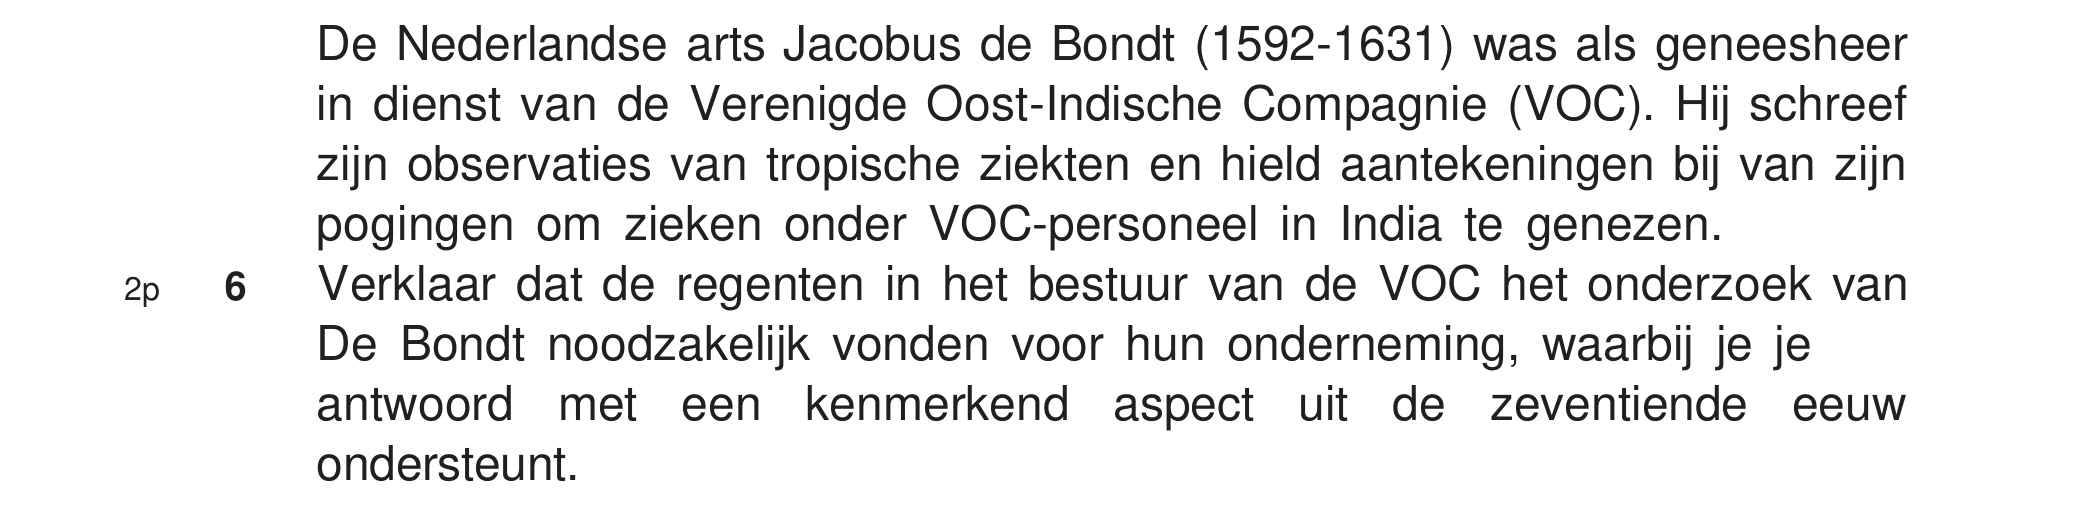 De Nederlandse arts Jacobus de Bondt (1592-1631) was als geneesheer
in dienst van de Verenigde Oost-Indische Compagnie (VOC). Hij schreef
zijn observaties van tropische ziekten en hield aantekeningen bij van zijn
pogingen om zieken onder VOC-personeel in India te genezen.
2p 6 Verklaar dat de regenten in het bestuur van de VOC het onderzoek van
De Bondt noodzakelijk vonden voor hun onderneming, waarbij je je
antwoord met een kenmerkend aspect uit de zeventiende eeuw
ondersteunt.